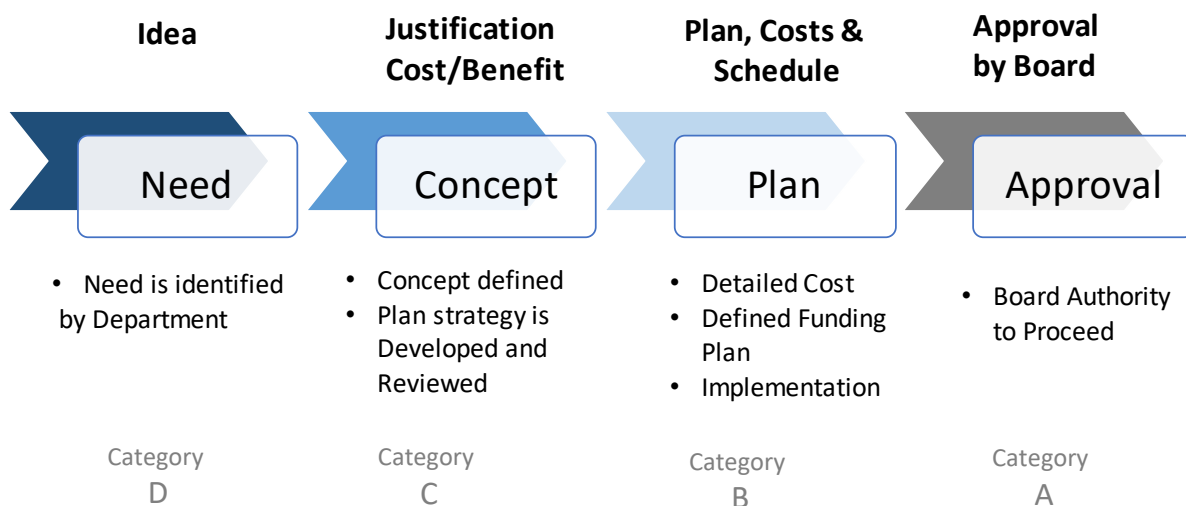 Idea
Justification
Cost/Benefit
Plan, Costs &
Schedule
Approval
by Board
Need
Concept
Plan
Approval
• Need is identified
by Department
• Concept defined
• Plan strategy is
Developed and
Reviewed
• Detailed Cost
• Defined Funding
Plan
• Implementation
• Board Authority
to Proceed
Category
D
Category
C
Category
B
Category
A